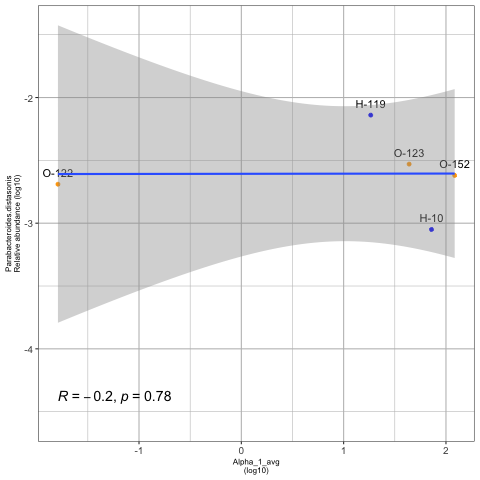 Parabacteroides.distasonis
Relative abundance (log10)
-2
-3
-4
H-119
O-123
O-152
O-122
H-10
R = −0.2, p = 0.78
-1
0
1
2
Alpha_1_avg
(log10)